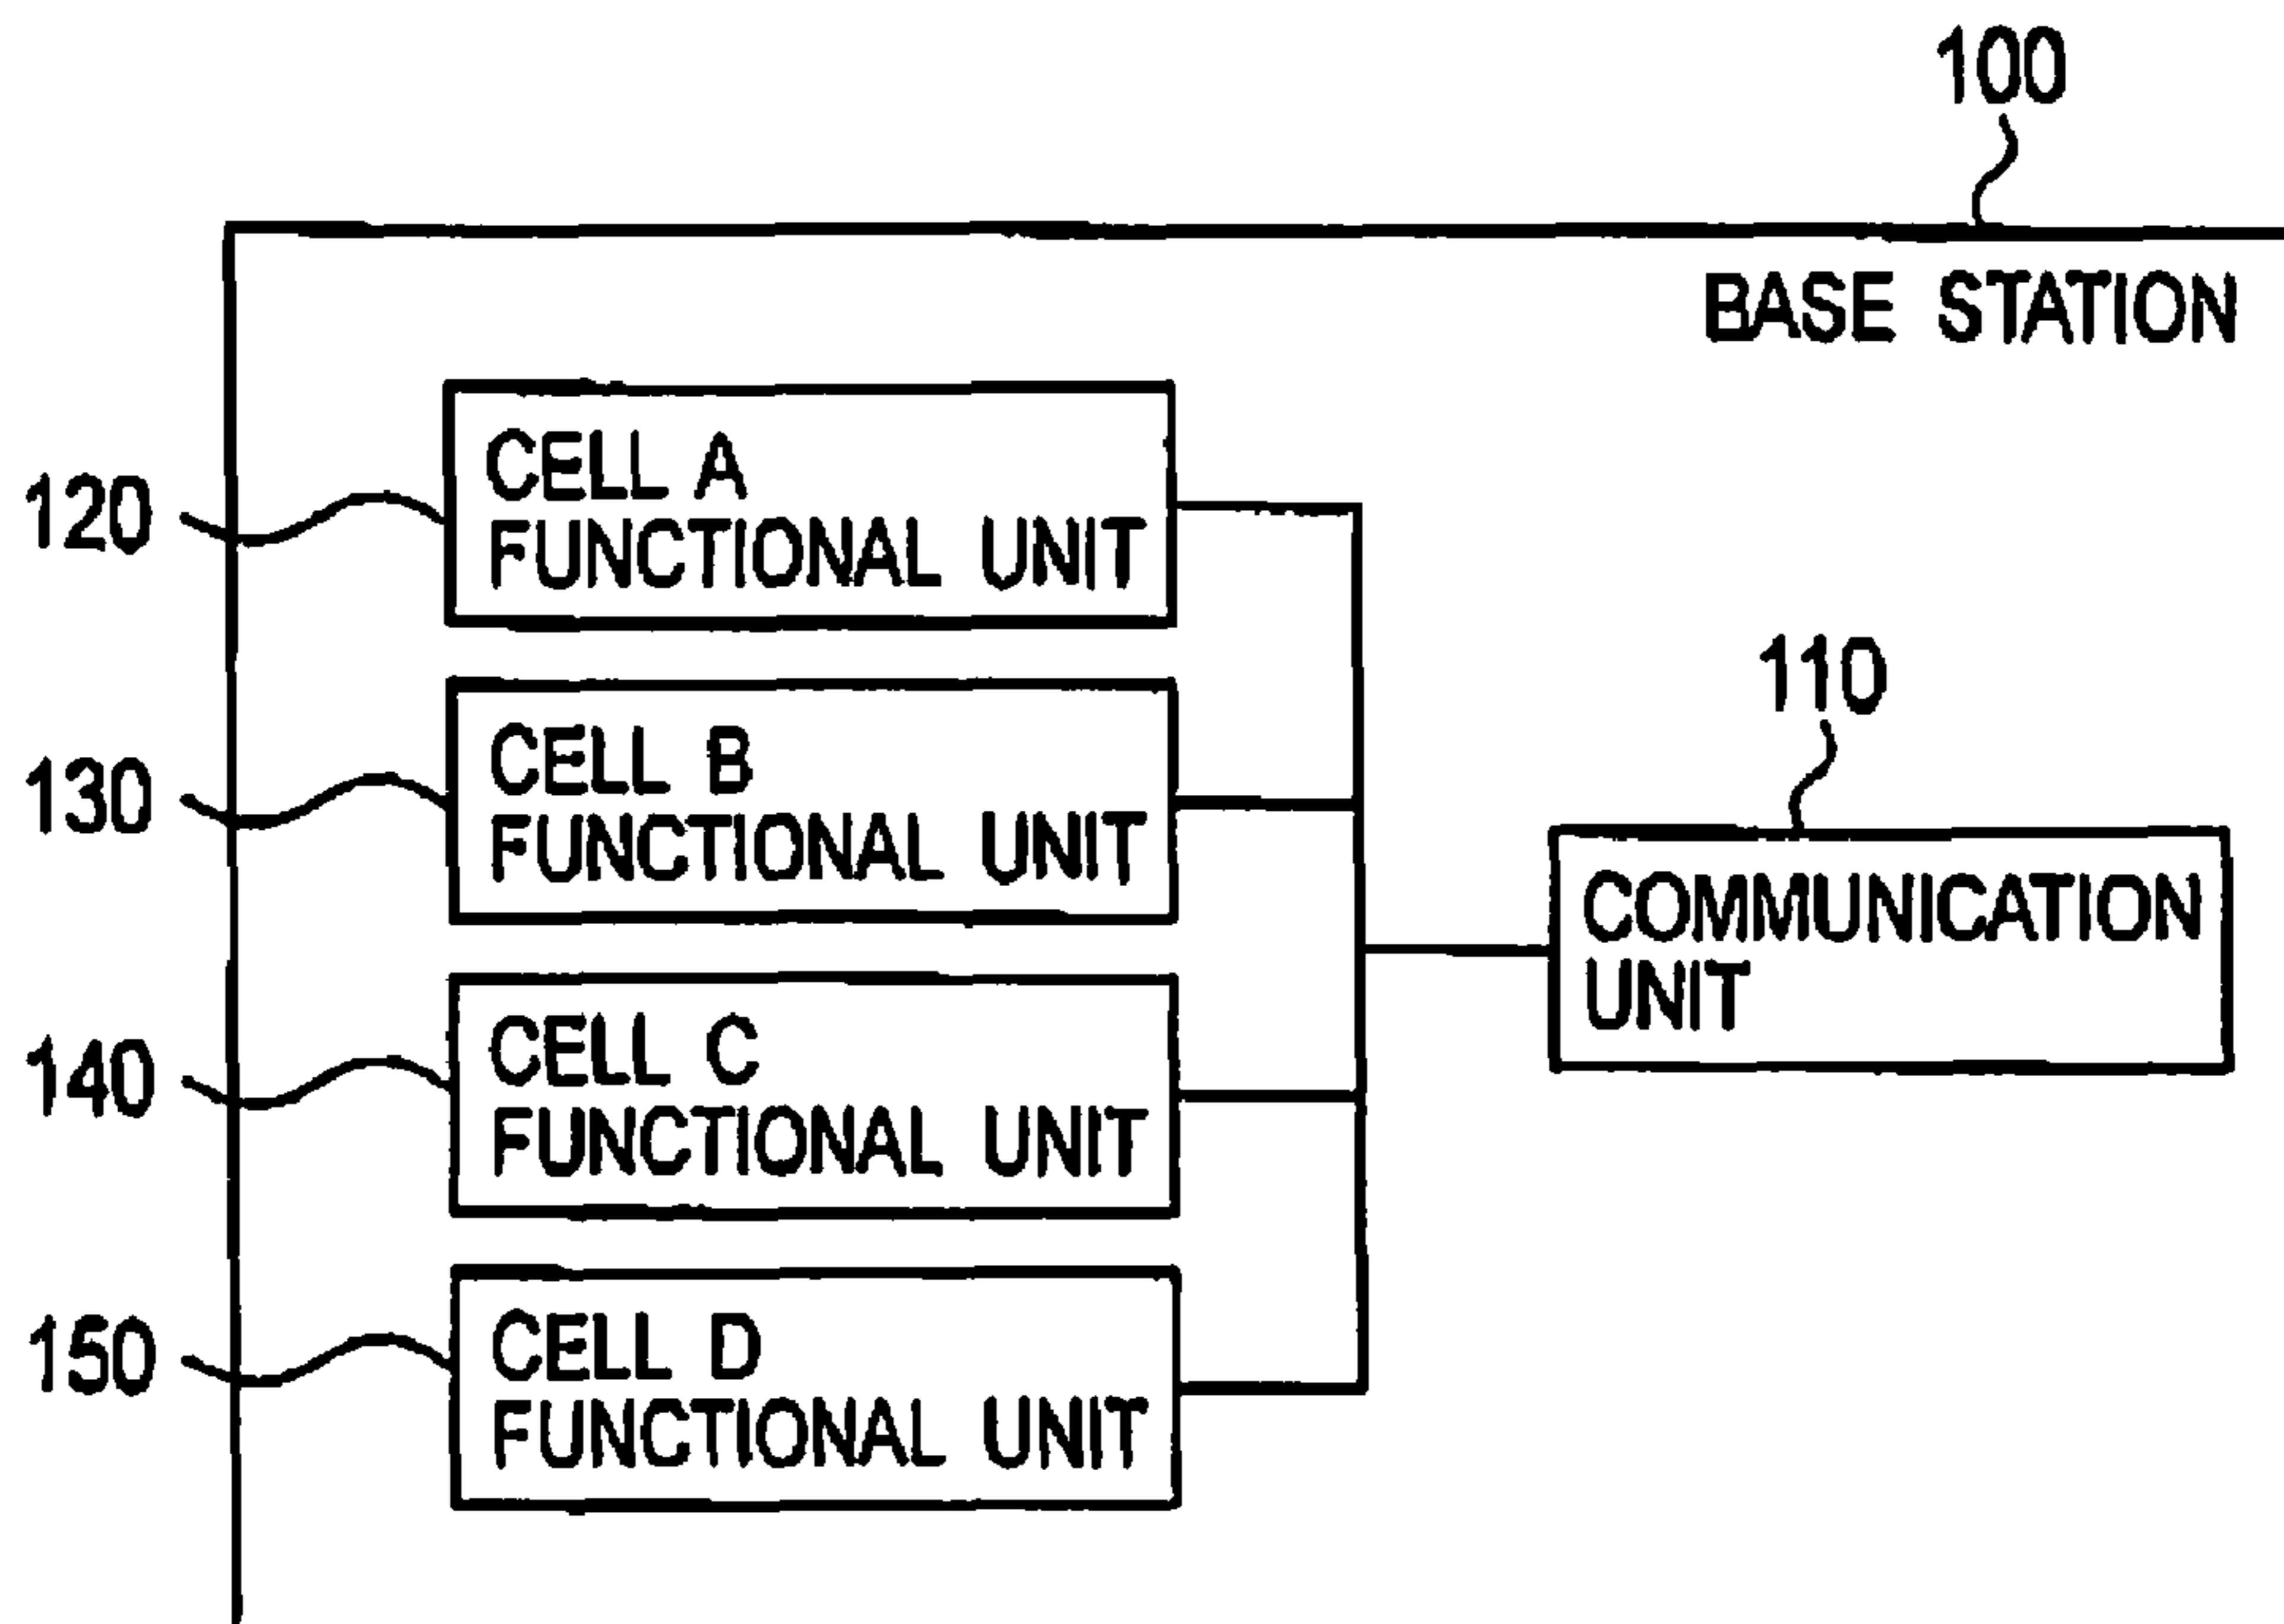 100
BASE STATION
120
CELL A
FUNCTIONAL UNIT
110
130
CELL B
FUNCTIONAL UNIT
COMMUNICATION
UNIT
140
CELL C
FUNCTIONAL UNIT
150
CELL D
FUNCTIONAL UNIT